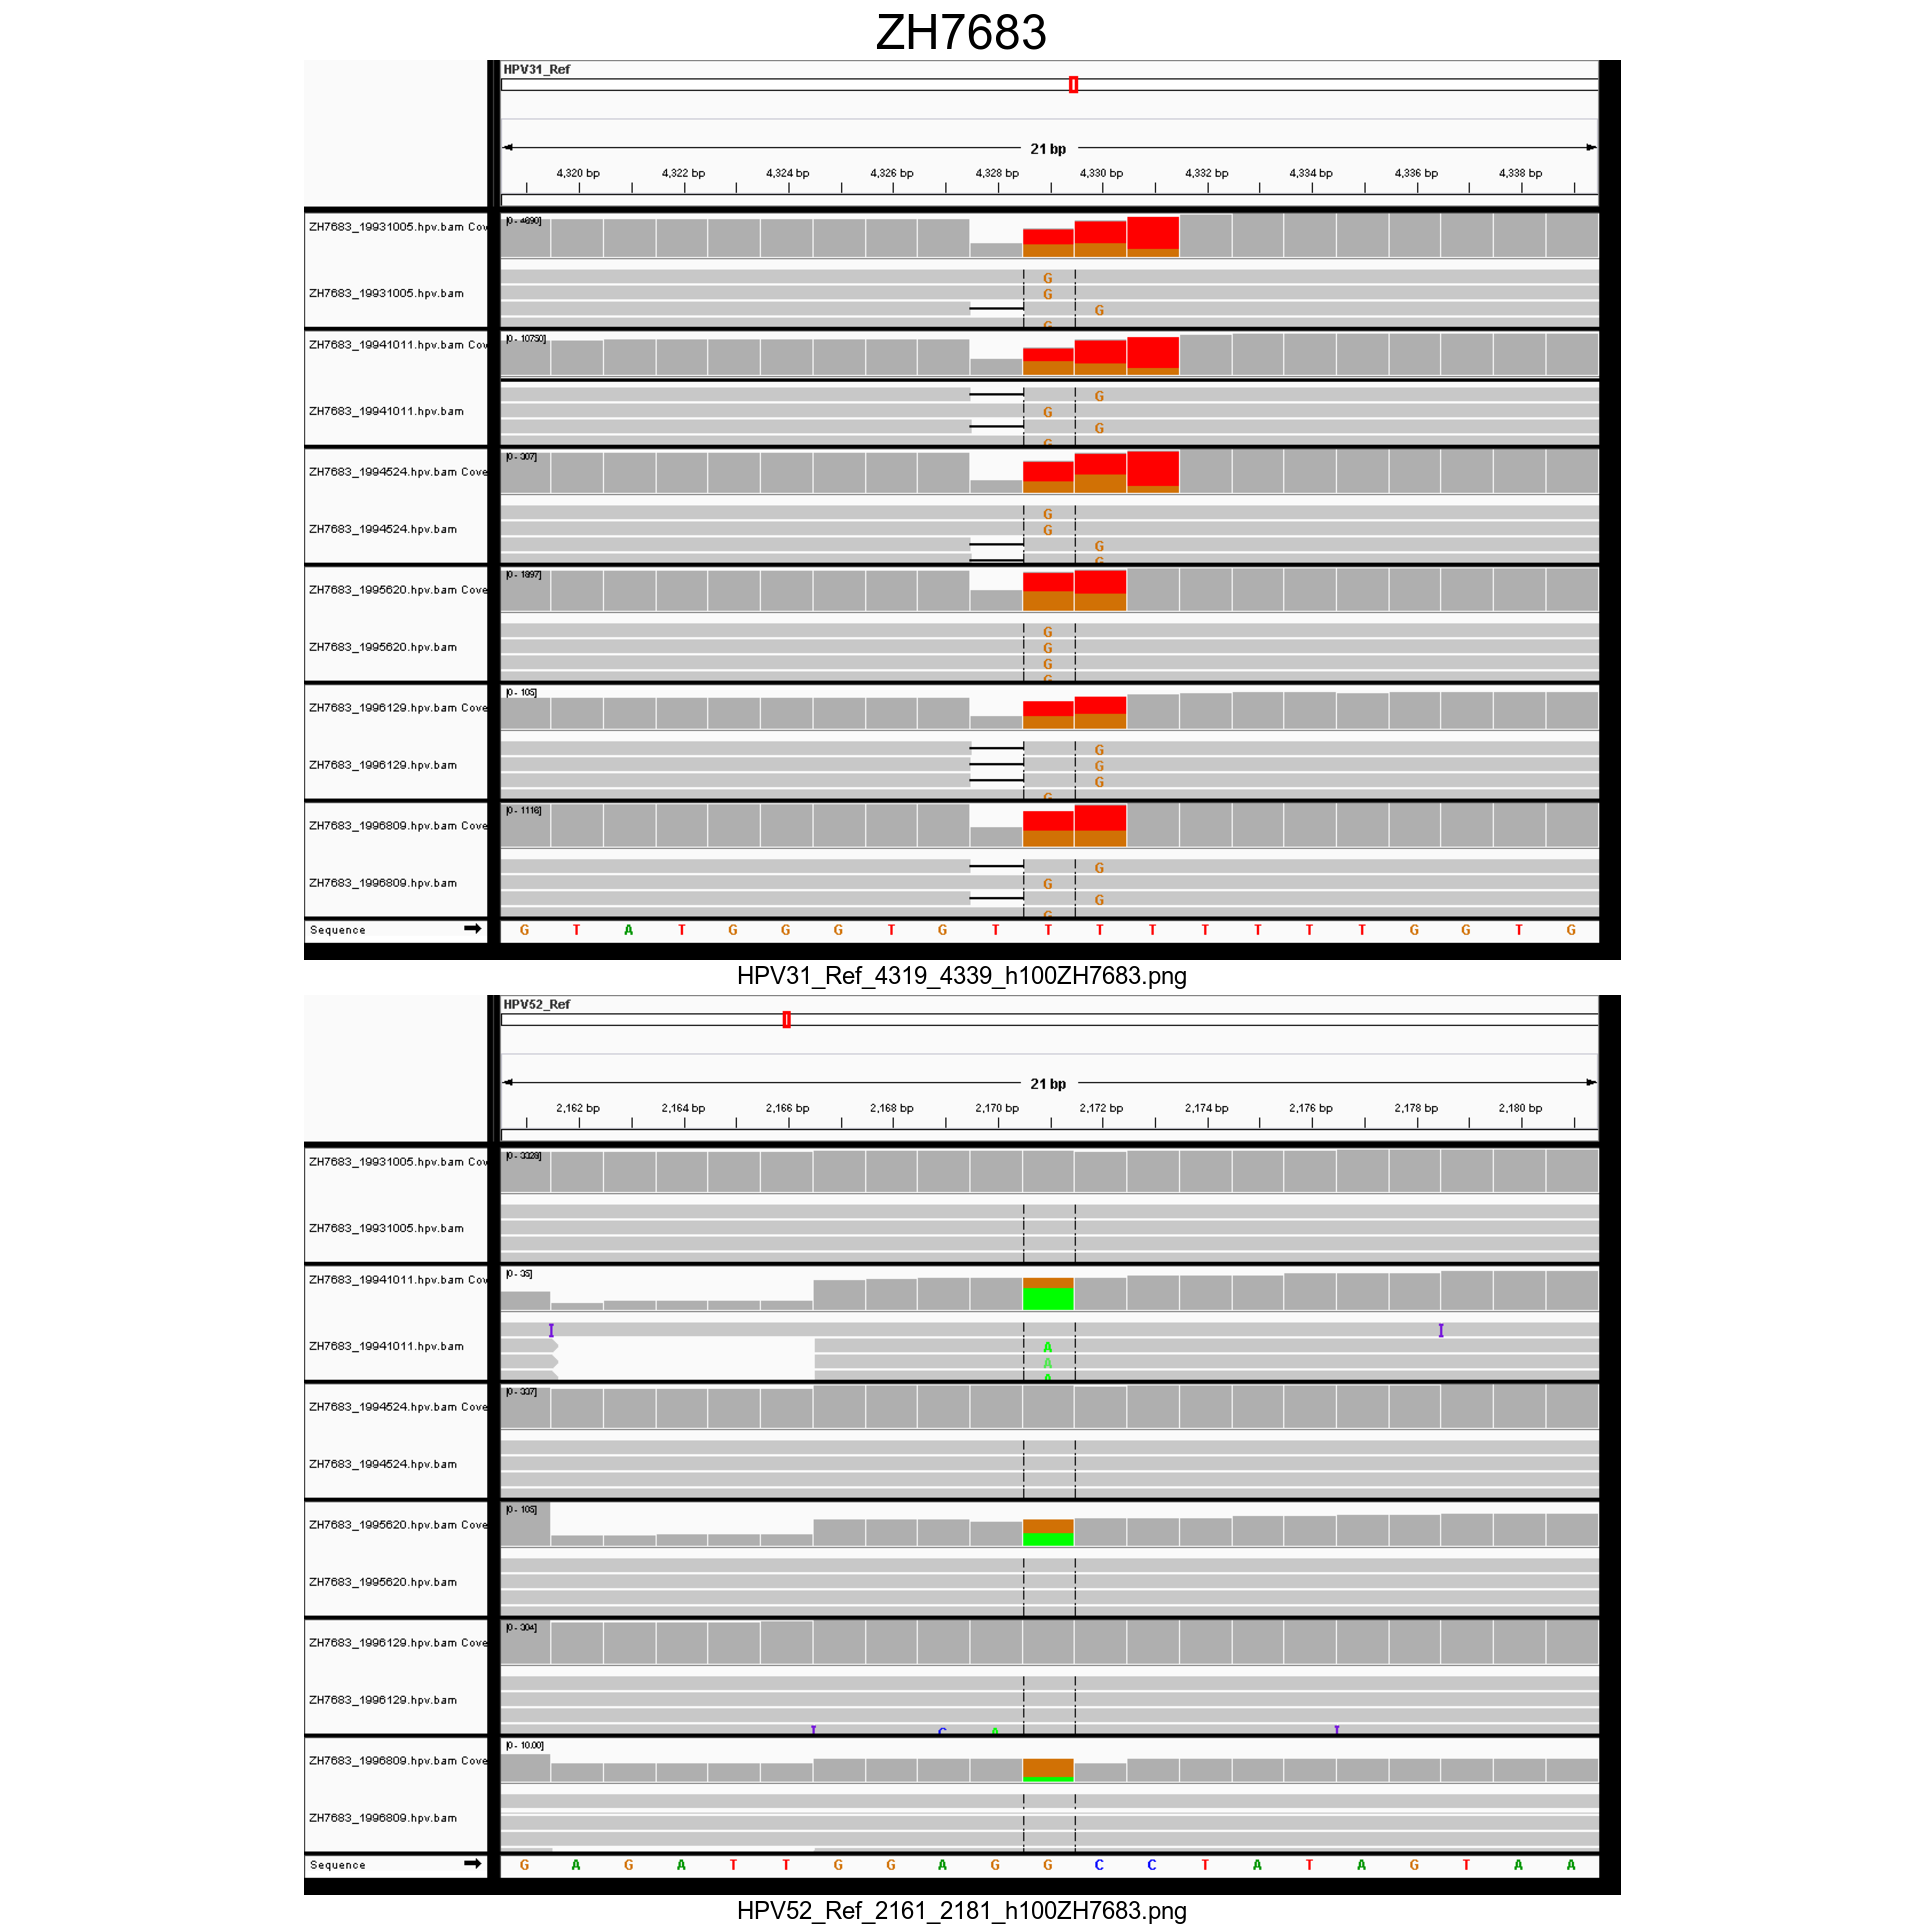 ZH7683
HPV31_Ref
21 bp
4,320 bp 4,322 bp 4,324 bp 4,326 bp 4,328 bp 4,330 bp 4,332 bp 4,334 bp 4,336 bp 4,338 bp
ZH7683_19931005.hpv.bam Cov [0 - 4690]
G
G
ZH7683_19931005.hpv.bam
G
G
ZH7683_19941011.hpv.bam Cov [0 - 10750]
G
ZH7683_19941011.hpv.bam G
G
G
ZH7683_1994524.hpv.bam Cove [0 - 307]
G
ZH7683_1994524.hpv.bam G
G
G
ZH7683_1995620.hpv.bam Cove [0 - 1897]
G
ZH7683_1995620.hpv.bam G
G
G
ZH7683_1996129.hpv.bam Cove [0 - 105]
G
ZH7683_1996129.hpv.bam G
G
G
ZH7683_1996809.hpv.bam Cove [0 - 1116]
G
ZH7683_1996809.hpv.bam G
G
G
Sequence G T A T G G G T G T T T T T T T T G G T G
HPV31_Ref_4319_4339_h100ZH7683.png
HPV52_Ref
21 bp
2,162 bp 2,164 bp 2,166 bp 2,168 bp 2,170 bp 2,172 bp 2,174 bp 2,176 bp 2,178 bp 2,180 bp
ZH7683_19931005.hpv.bam Cov [0 - 3328]
ZH7683_19931005.hpv.bam
ZH7683_19941011.hpv.bam Cov [0 - 35]
I I
ZH7683_19941011.hpv.bam A
A
A
ZH7683_1994524.hpv.bam Cove [0 - 337]
ZH7683_1994524.hpv.bam
ZH7683_1995620.hpv.bam Cove [0 - 105]
ZH7683_1995620.hpv.bam
ZH7683_1996129.hpv.bam Cove [0 - 304]
ZH7683_1996129.hpv.bam
I C A I
ZH7683_1996809.hpv.bam Cove [0 - 10.00]
ZH7683_1996809.hpv.bam
Sequence G A G A T T G G A G G C C T A T A G T A A
HPV52_Ref_2161_2181_h100ZH7683.png